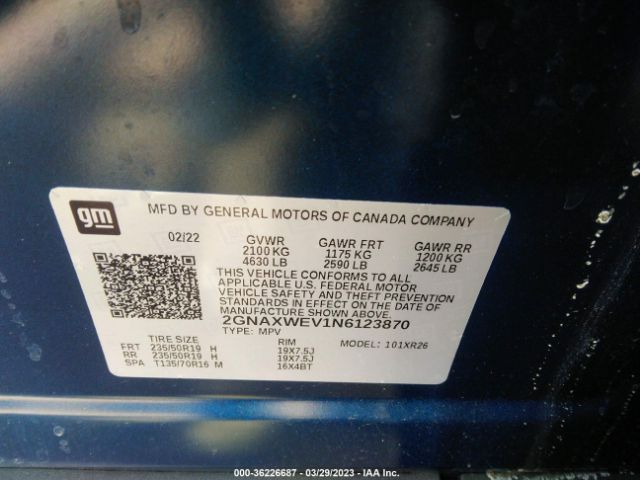 gm
MFD BY GENERAL MOTORS OF CANADA COMPANY
02/22 GVWR GAWR FRT GAWR RR
2100 KG 1175 KG 1200 KG
4630 LB 2590 LB 2645 LB
THIS VEHICLE CONFORMS TO ALL
APPLICABLE U.S. FEDERAL MOTOR
VEHICLE SAFETY AND THEFT PREVENTION
STANDARDS IN EFFECT ON THE DATE OF
MANUFACTURE SHOWN ABOVE.
2GNAXWEV1N6123870
TYPE: MPV
TIRE SIZE RIM MODEL: 101XR26
FRT 235/50R19 H 19X7.5J
RR 235/50R19 H 19X7.5J
SPA T135/70R16 M 16X4BT
000-36226687 - 03/29/2023 - IAA Inc.